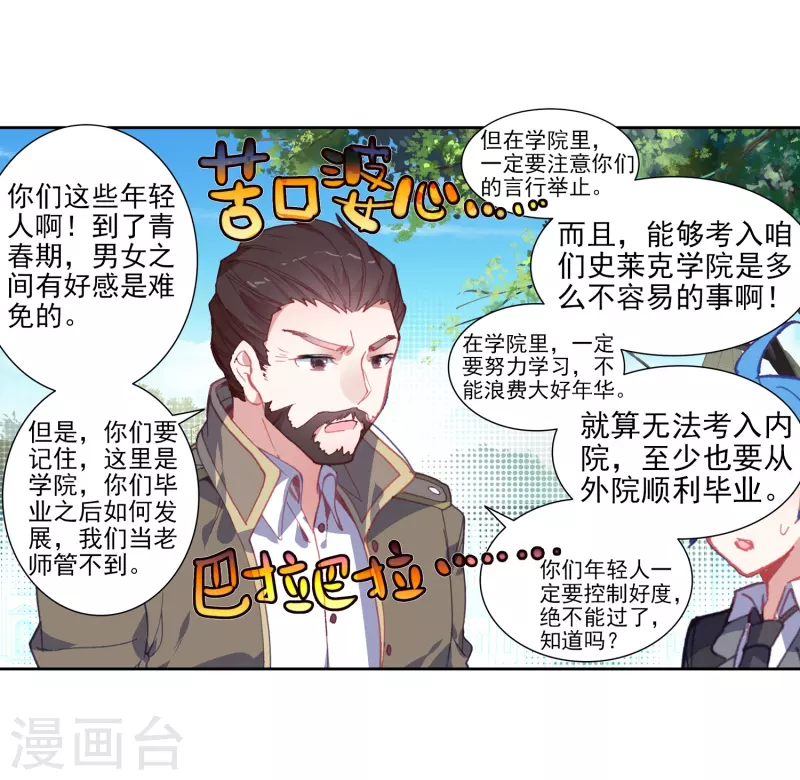 你们这些年轻
人啊！到了青
春期，男女之
间有好感是难
免的。
但是，你们要
记住，这里是
学院，你们毕
业之后如何发
展，我们当老
师管不到。
苦口婆心……
但在学院里，
一定要注意你们
的言行举止。
而且，能够考入咱
们史莱克学院是多
么不容易的事啊！
在学院里，一定
要努力学习，不
能浪费大好年华。
就算无法考入内
院，至少也要从
外院顺利毕业。
巴拉巴拉………
你们年轻人一
定要控制好度，
绝不能过了，
知道吗？
漫画台